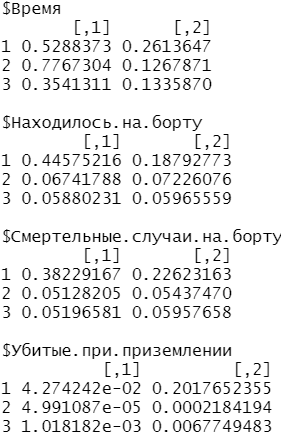 $Время
[,1] [,2]
1 0.5288373 0.2613647
2 0.7767304 0.1267871
3 0.3541311 0.1335870
$Находилось.на.борту
[,1] [,2]
1 0.44575216 0.18792773
2 0.06741788 0.07226076
3 0.05880231 0.05965559
$Смертельные.случаи.на.борту
[,1] [,2]
1 0.38229167 0.22623163
2 0.05128205 0.05437470
3 0.05196581 0.05957658
$Убитые.при.приземлении
[,1] [,2]
1 4.274242e-02 0.2017652355
2 4.991087e-05 0.0002184194
3 1.018182e-03 0.0067749483